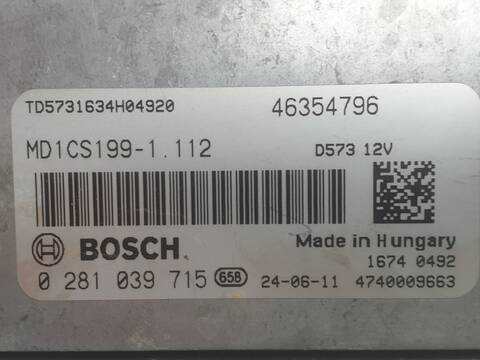 TD5731634H04920 46354796
MD1CS199-1.112 D573 12V
BOSCH Made in Hungary
1674 0492
0 281 039 715 658 24-06-11 4740009663